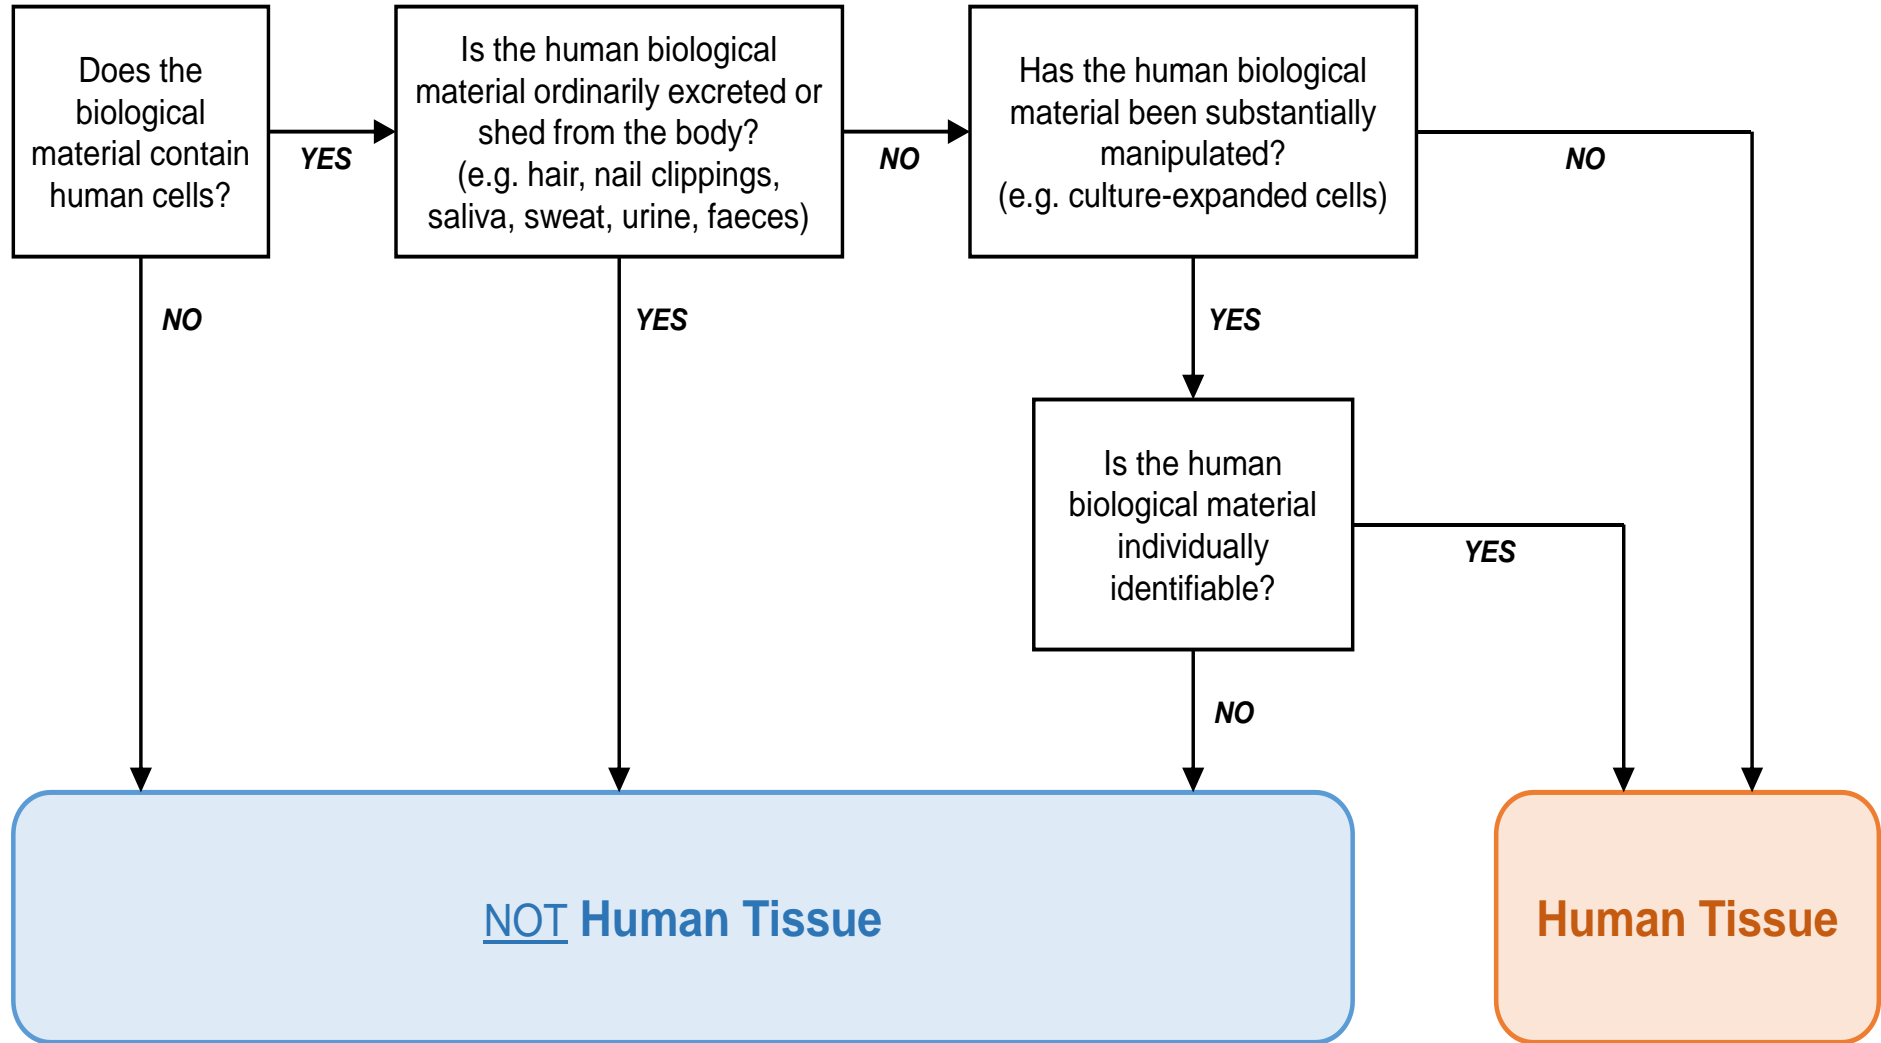 Does the
biological
material contain
human cells?
YES
NO
Is the human biological
material ordinarily excreted or
shed from the body?
(e.g. hair, nail clippings,
saliva, sweat, urine, faeces)
NO
YES
Has the human biological
material been substantially
manipulated?
(e.g. culture-expanded cells)
NO
YES
Is the human
biological material
individually
identifiable?
YES
NO
NOT Human Tissue
Human Tissue